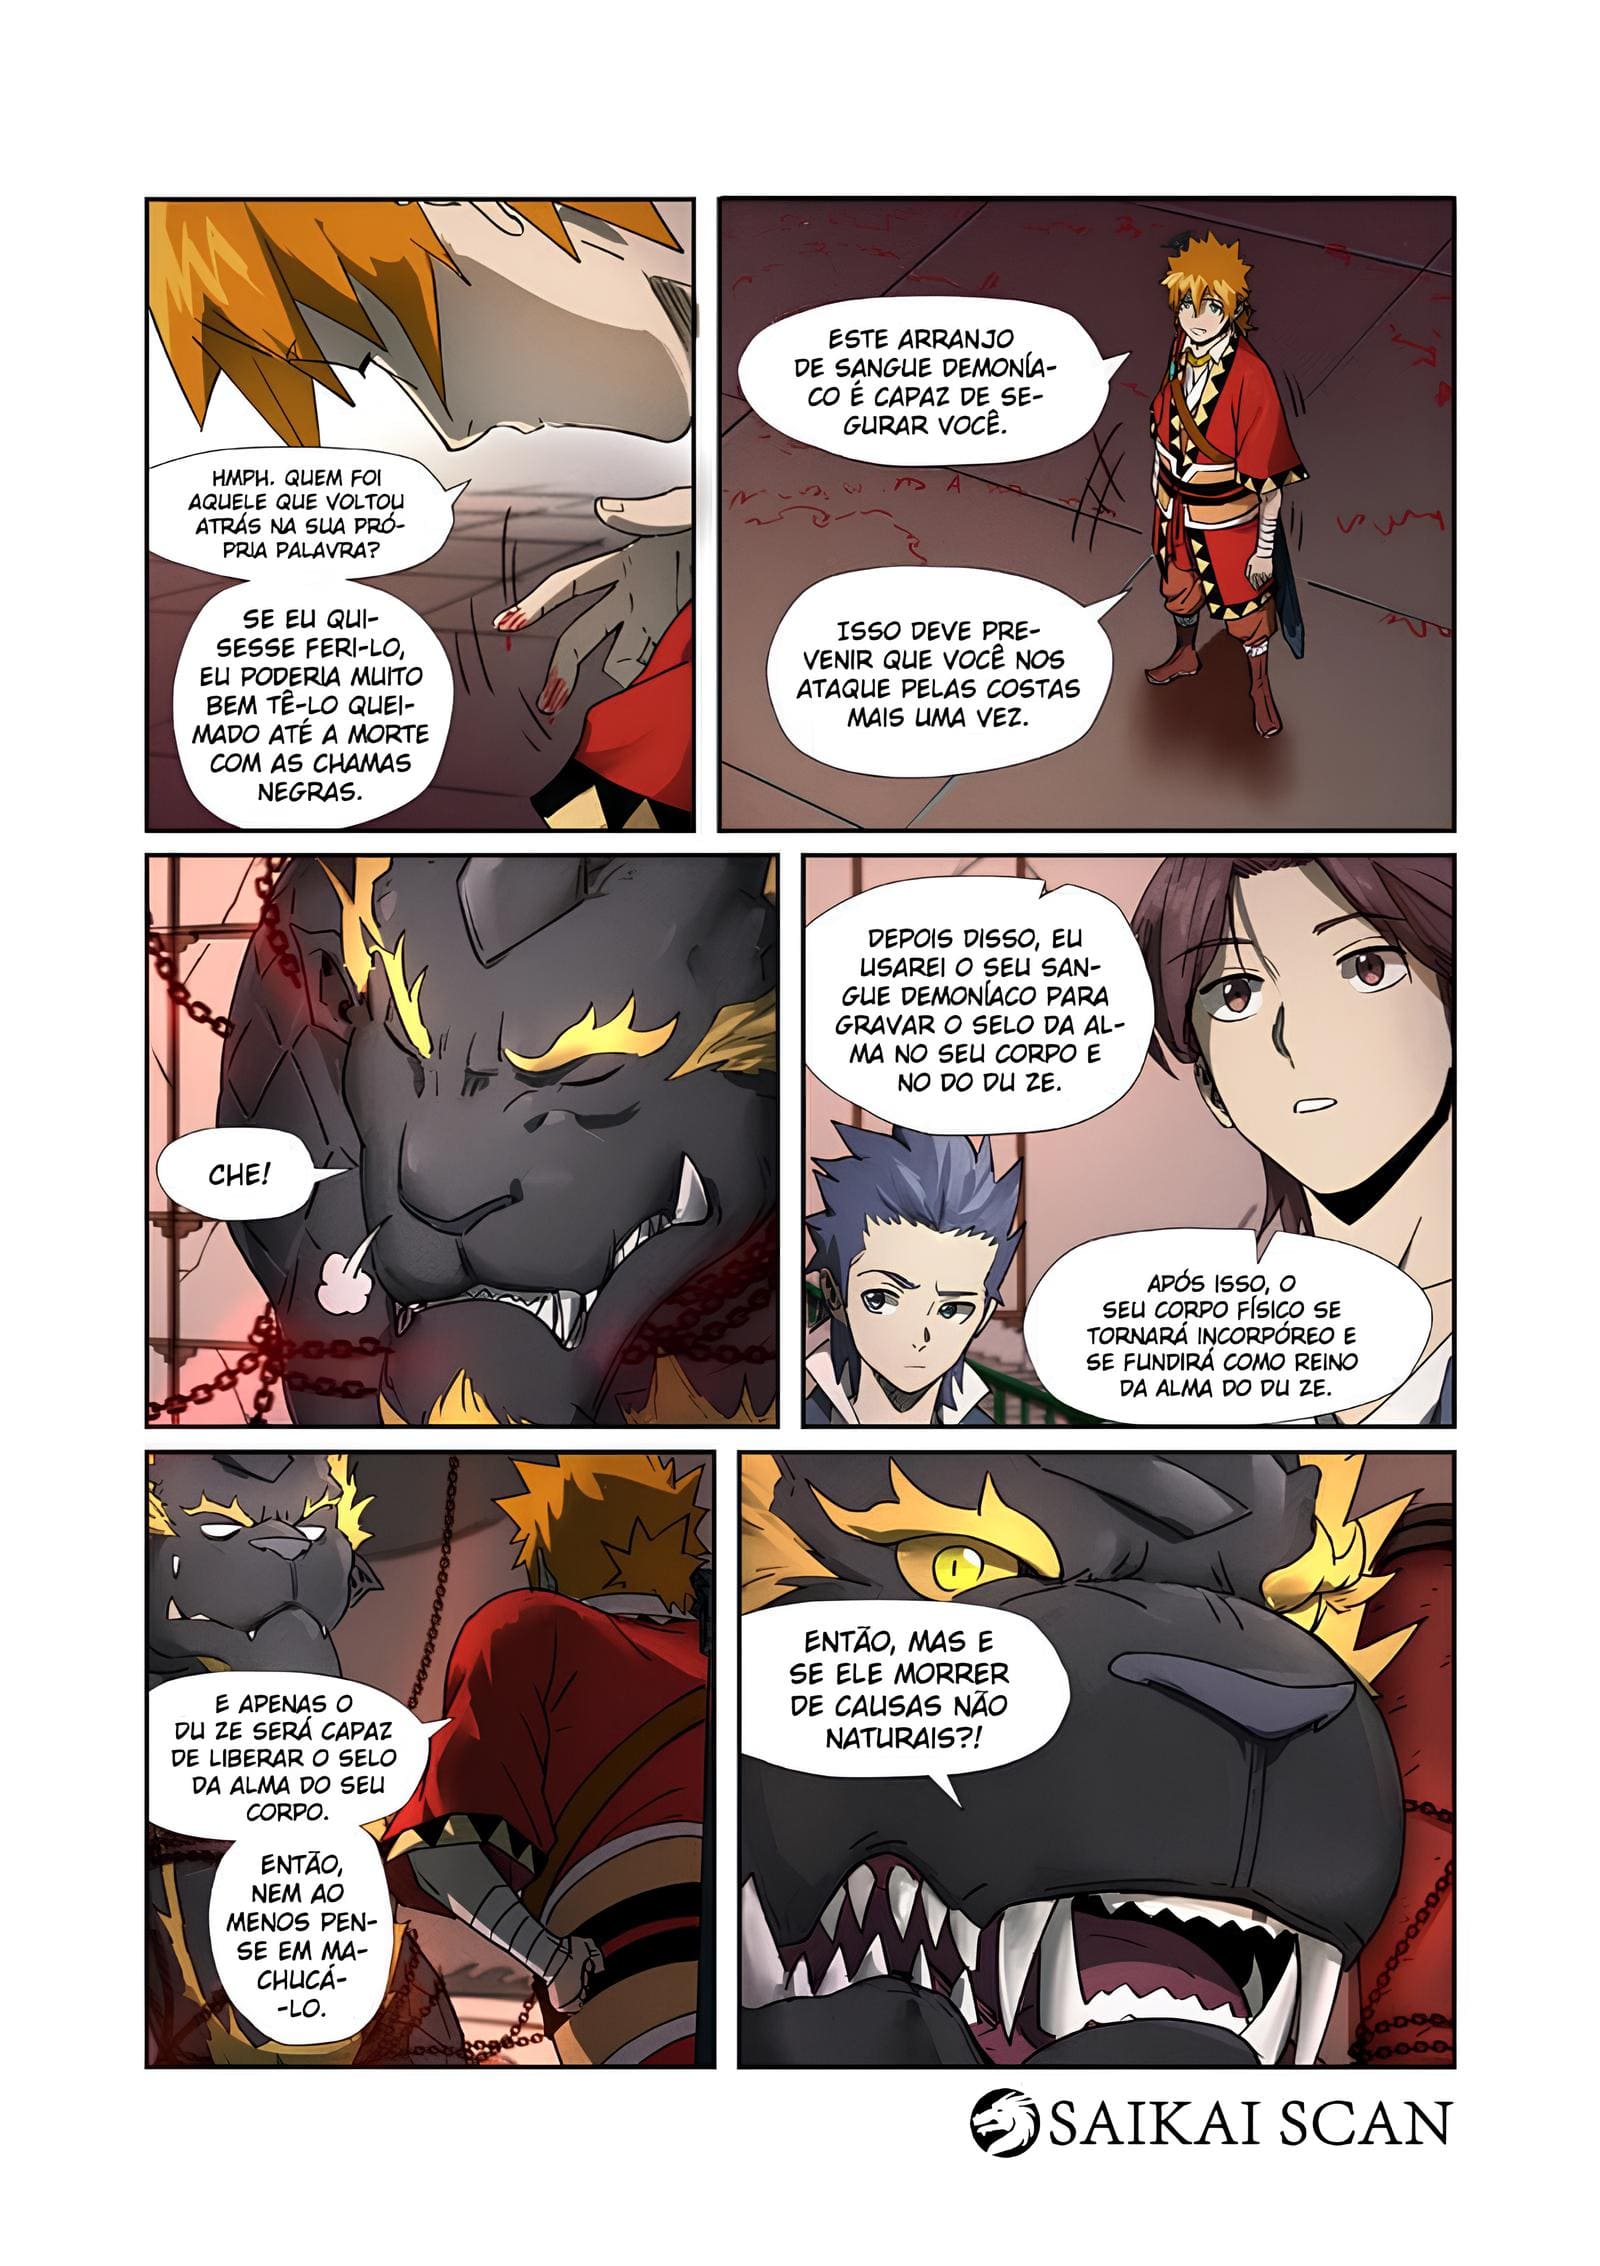 HMPH. QUEM FOI
AQUELE QUE VOLTOU
ATRÁS NA SUA PRÓ-
PRIA PALAVRA?
SE EU QUI-
SESSE FERI-LO,
EU PODERIA MUITO
BEM TÊ-LO QUEI-
MADO ATÉ A MORTE
COM AS CHAMAS
NEGRAS.
ESTE ARRANJO
DE SANGUE DEMONÍA-
CO É CAPAZ DE SE-
GURAR VOCÊ.
ISSO DEVE PRE-
VENIR QUE VOCÊ NOS
ATAQUE PELAS COSTAS
MAIS UMA VEZ.
CHE!
DEPOIS DISSO, EU
USAREI O SEU SAN-
GUE DEMONÍACO PARA
GRAVAR O SELO DA AL-
MA NO SEU CORPO E
NO DO DU ZE.
APÓS ISSO, O
SEU CORPO FÍSICO SE
TORNARÁ INCORPÓREO E
SE FUNDIRÁ COMO REINO
DA ALMA DO DU ZE.
E APENAS O
DU ZE SERÁ CAPAZ
DE LIBERAR O SELO
DA ALMA DO SEU
CORPO.
ENTÃO,
NEM AO
MENOS PEN-
SE EM MA-
CHUCÁ-
-LO.
ENTÃO, MAS E
SE ELE MORRER
DE CAUSAS NÃO
NATURAIS?!
SAIKAI SCAN